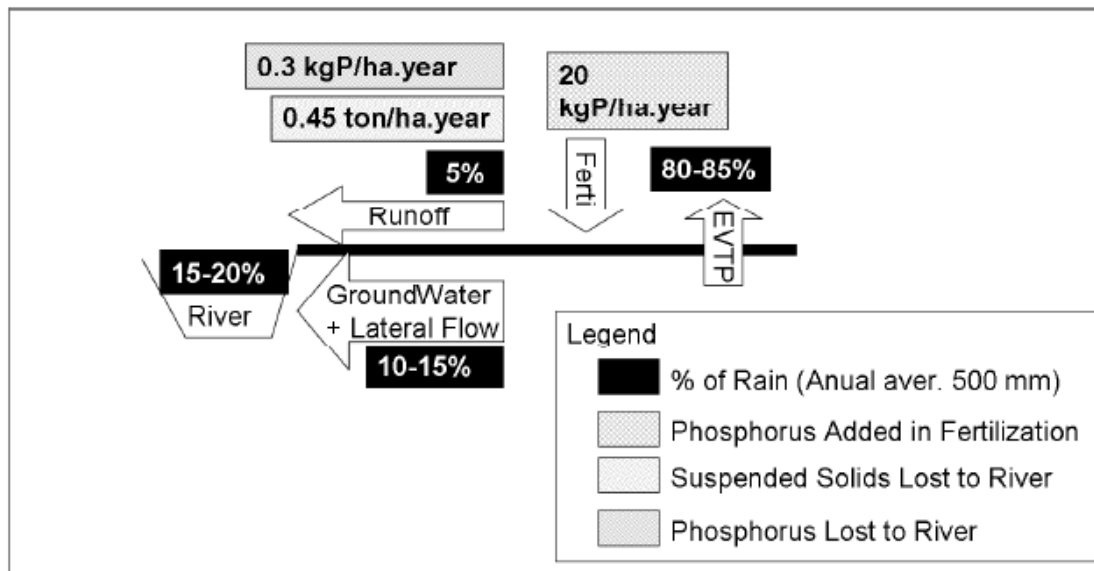 0.3 kgP/ha.year
0.45 ton/ha.year
5%
Runoff
20
kgP/ha.year
Ferti
80-85%
EVTP
15-20%
River
GroundWater
+ Lateral Flow
10-15%
Legend
% of Rain (Anual aver. 500 mm)
Phosphorus Added in Fertilization
Suspended Solids Lost to River
Phosphorus Lost to River